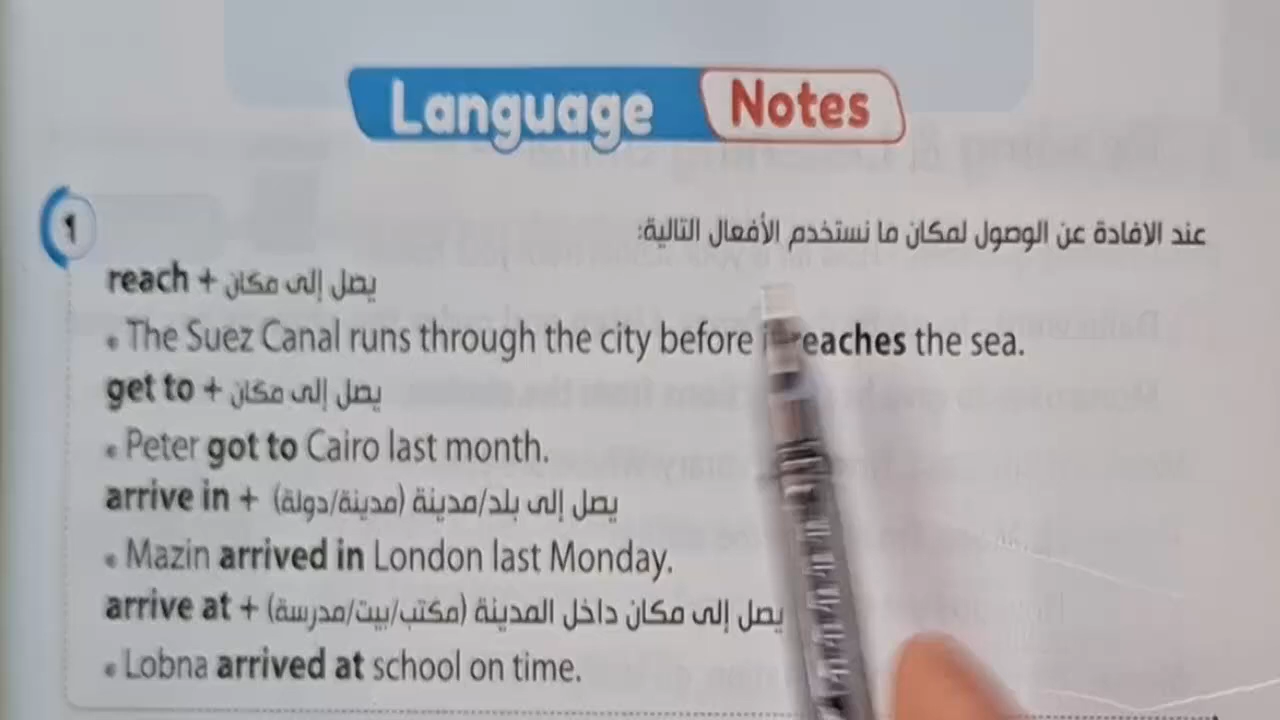 Language Notes
1
عند الافادة عن الوصول لمكان ما نستخدم الأفعال التالية:
reach + يصل إلى مكان
• The Suez Canal runs through the city before reaches the sea.
get to + يصل إلى مكان
• Peter got to Cairo last month.
arrive in + يصل إلى بلد/مدينة (مدينة/دولة)
• Mazin arrived in London last Monday.
arrive at + يصل إلى مكان داخل المدينة (مكتب/بيت/مدرسة)
• Lobna arrived at school on time.